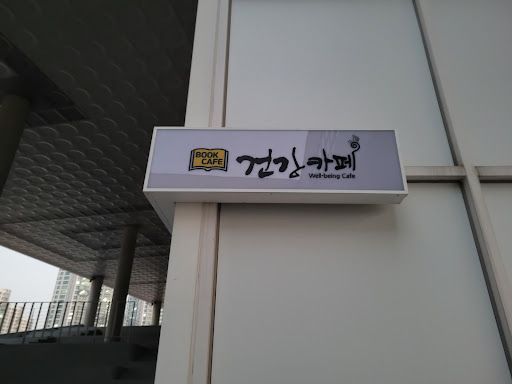 BOOK
CAFE
건강카페
Well-being Cafe